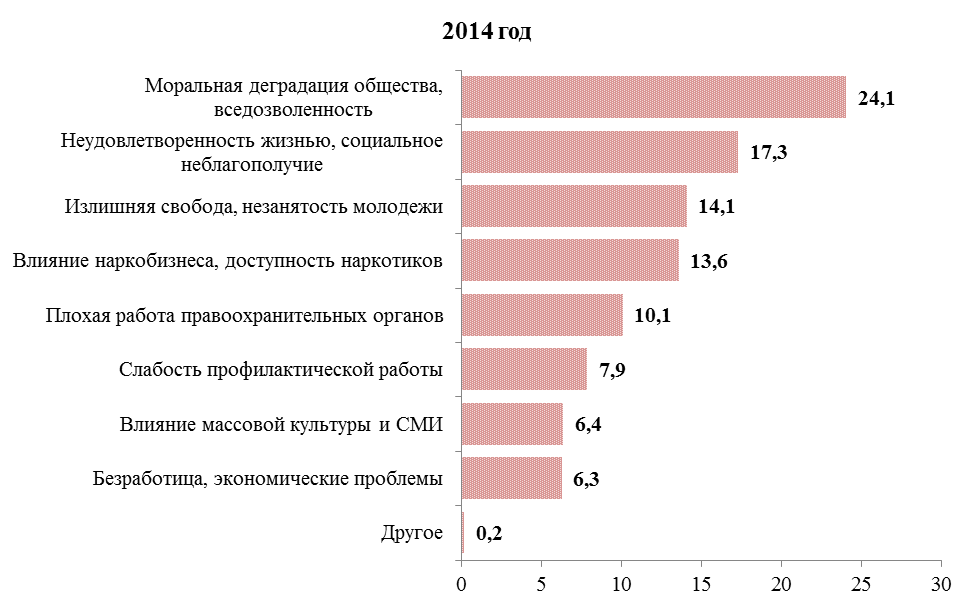 2014 год
Моральная деградация общества,
вседозволенность
24,1
Неудовлетворенность жизнью, социальное
неблагополучие
17,3
Излишняя свобода, незанятость молодежи
14,1
Влияние наркобизнеса, доступность наркотиков
13,6
Плохая работа правоохранительных органов
10,1
Слабость профилактической работы
7,9
Влияние массовой культуры и СМИ
6,4
Безработица, экономические проблемы
6,3
Другое
0,2
0 5 10 15 20 25 30